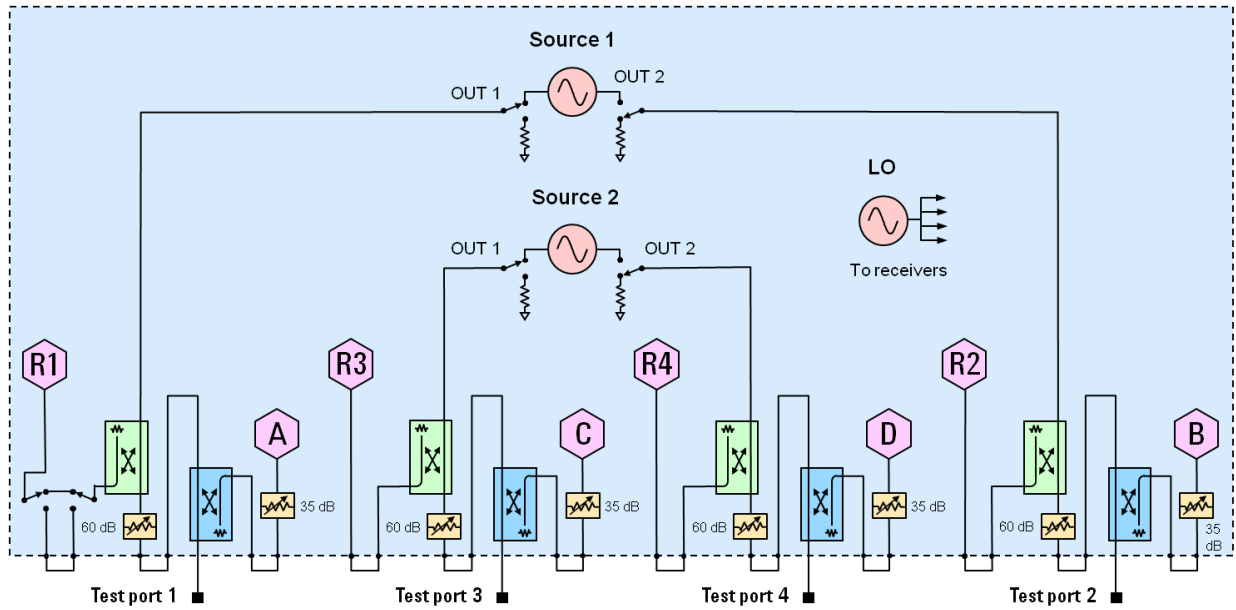 Source 1
OUT 1
OUT 2
LO
Source 2
OUT 1
OUT 2
To receivers
R1
R3
R4
R2
A
C
D
B
60 dB
35 dB
60 dB
35 dB
60 dB
35 dB
60 dB
35
dB
Test port 1
Test port 3
Test port 4
Test port 2